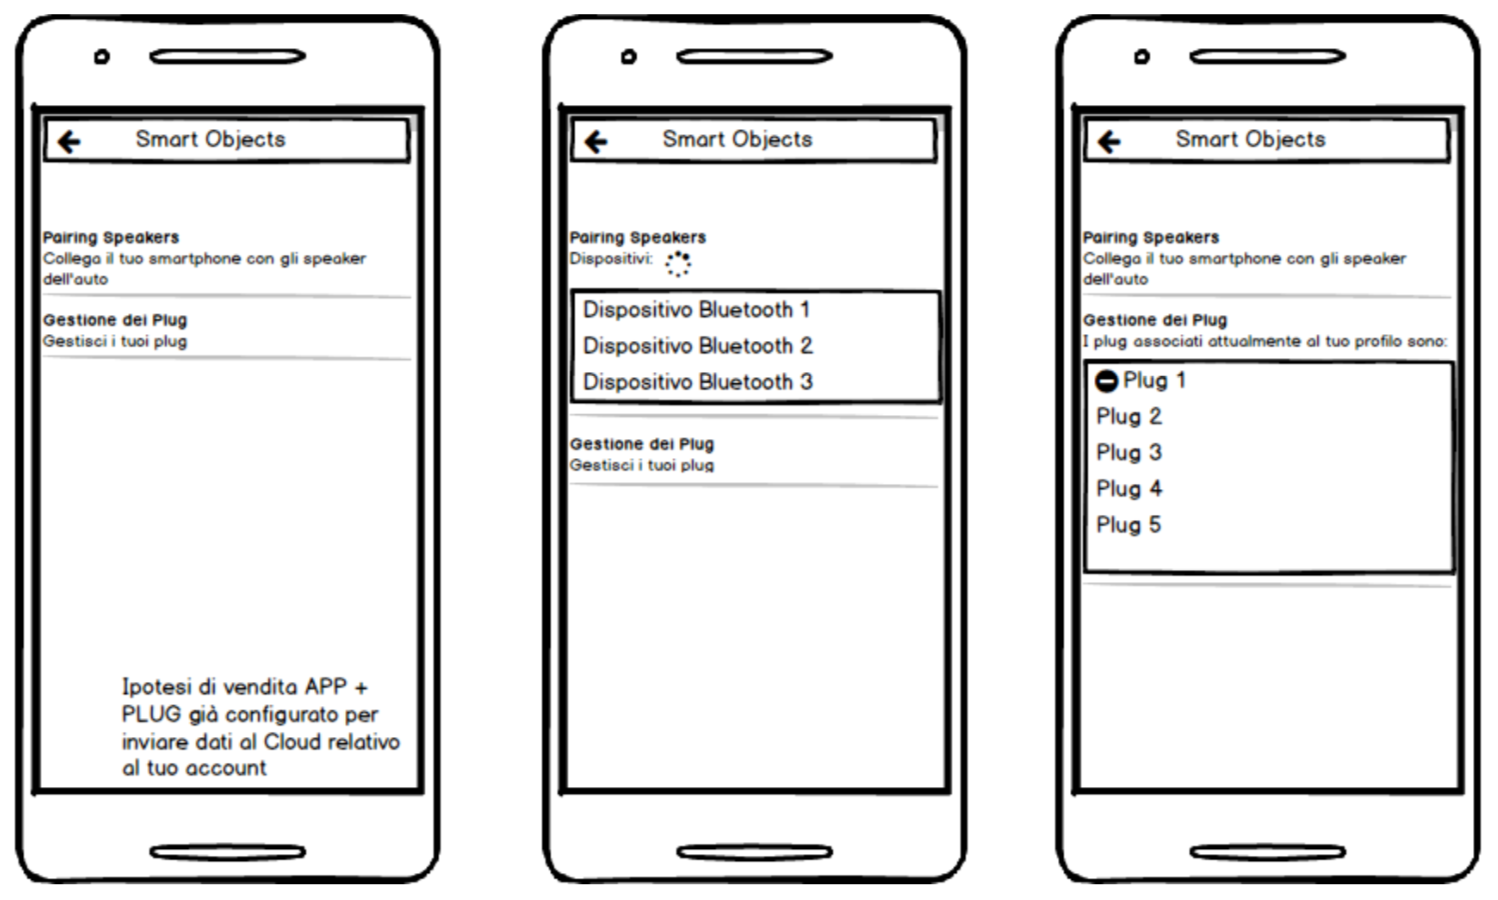 Smart Objects
Pairing Speakers
Collega il tuo smartphone con gli speaker
dell'auto
Gestione dei Plug
Gestisci i tuoi plug
Ipotesi di vendita APP +
PLUG già configurato per
inviare dati al Cloud relativo
al tuo account
Smart Objects
Pairing Speakers
Dispositivi:
Dispositivo Bluetooth 1
Dispositivo Bluetooth 2
Dispositivo Bluetooth 3
Gestione dei Plug
Gestisci i tuoi plug
Smart Objects
Pairing Speakers
Collega il tuo smartphone con gli speaker
dell'auto
Gestione dei Plug
I plug associati attualmente al tuo profilo sono:
Plug 1
Plug 2
Plug 3
Plug 4
Plug 5